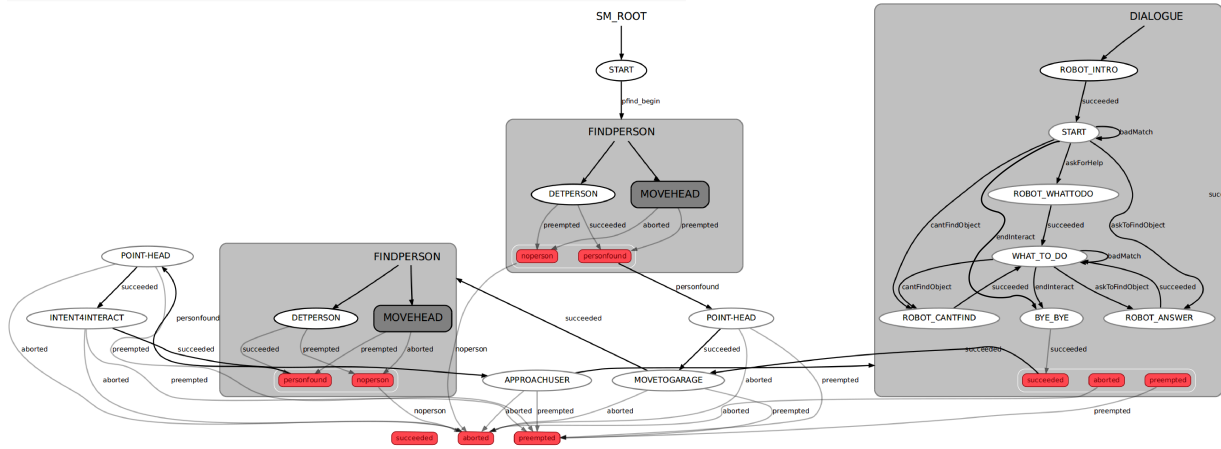 SM_ROOT
DIALOGUE
START
ROBOT_INTRO
pfind_begin
succeeded
FINDPERSON
START
badMatch
askForHelp
DETPERSON
MOVEHEAD
ROBOT_WHATTODO
preempted
succeeded
aborted
preempted
cantFindObject
succeeded
askToFindObject
endInteract
noperson
personfound
POINT-HEAD
FINDPERSON
WHAT_TO_DO
badMatch
succeeded
personfound
cantFindObject
succeeded
endInteract
askToFindObject
succeeded
INTENT4INTERACT
personfound
DETPERSON
MOVEHEAD
succeeded
POINT-HEAD
ROBOT_CANTFIND
BYE_BYE
ROBOT_ANSWER
aborted
preempted
succeeded
succeeded
preempted
preempted
aborted
noperson
succeeded
succeeded
succeeded
aborted
preempted
personfound
noperson
APPROACHUSER
MOVETOGARAGE
aborted
preempted
succeeded
aborted
preempted
noperson
aborted
preempted
aborted
preempted
preempted
succeeded
aborted
preempted